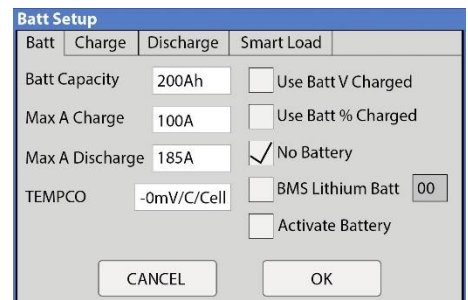 Batt Setup
Batt Charge Discharge Smart Load
Batt Capacity 200Ah Use Batt V Charged
Max A Charge 100A Use Batt % Charged
Max A Discharge 185A No Battery
TEMPCO -0mV/C/Cell BMS Lithium Batt 00
Activate Battery
CANCEL OK